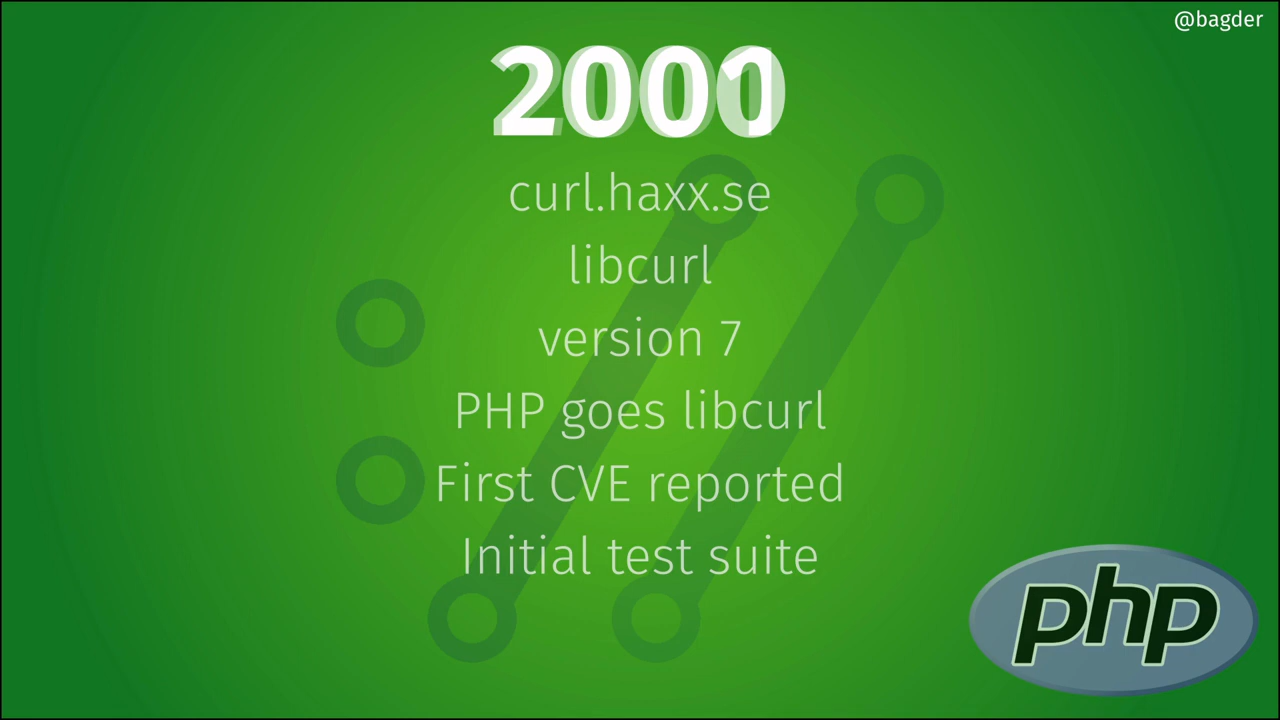 @bagder
2000
curl.haxx.se
libcurl
version 7
PHP goes libcurl
First CVE reported
Initial test suite
php